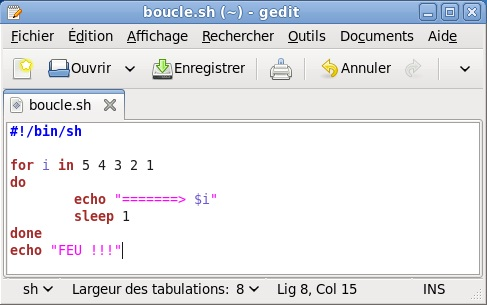 boucle.sh (~) - gedit
Fichier Édition Affichage Rechercher Outils Documents Aide
Ouvrir Enregistrer Annuler
boucle.sh
#!/bin/sh
for i in 5 4 3 2 1
do
echo "=======> $i"
sleep 1
done
echo "FEU !!!"
sh Largeur des tabulations: 8 Lig 8, Col 15 INS